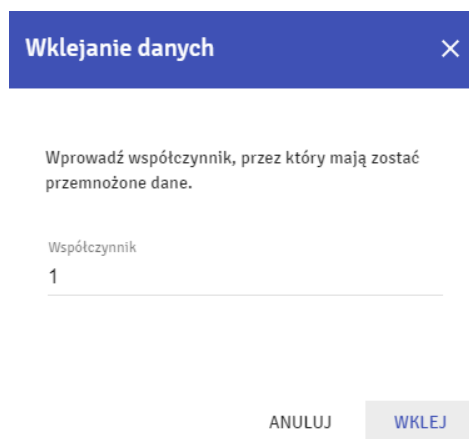 Wklejanie danych
Wprowadź współczynnik, przez który mają zostać
przemnożone dane.
Współczynnik
1
ANULUJ WKLEJ